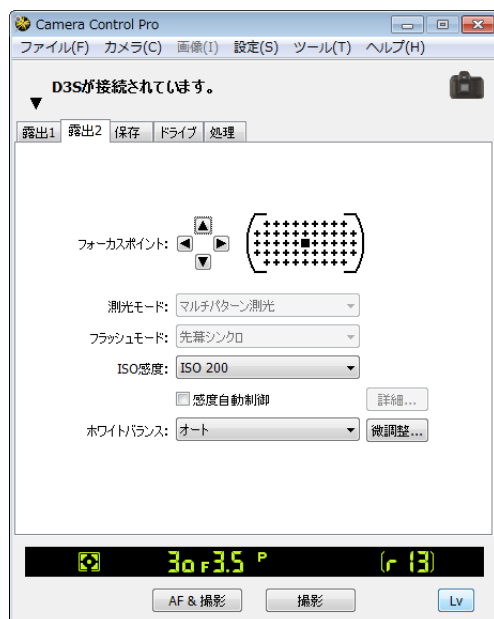 Camera Control Pro
ファイル(F) カメラ(C) 画像(I) 設定(S) ツール(T) ヘルプ(H)
D3Sが接続されています。
露出1 露出2 保存 ドライブ 処理
フォーカスポイント:
測光モード: マルチパターン測光
フラッシュモード: 先幕シンクロ
ISO感度: ISO 200
感度自動制御 詳細...
ホワイトバランス: オート 微調整...
30 F3.5 P (r 13)
AF & 撮影 撮影 Lv